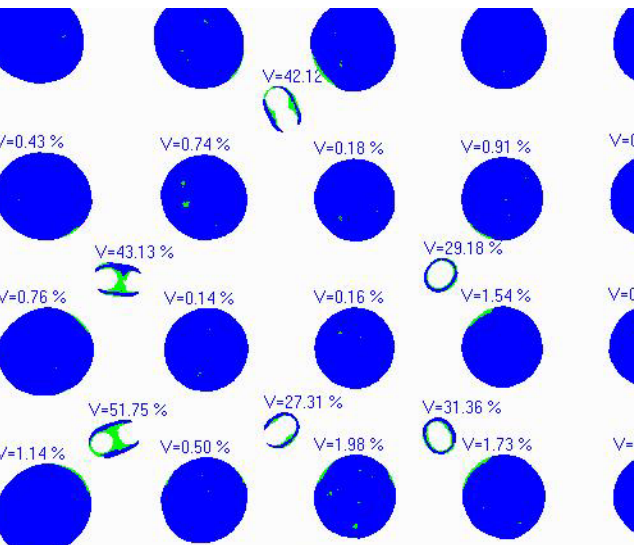 V=42.12
V=0.43 %
V=0.74 %
V=0.18 %
V=0.91 %
V=43.13 %
V=29.18 %
V=0.76 %
V=0.14 %
V=0.16 %
V=1.54 %
V=51.75 %
V=27.31 %
V=31.36 %
V=1.14 %
V=0.50 %
V=1.98 %
V=1.73 %
V=